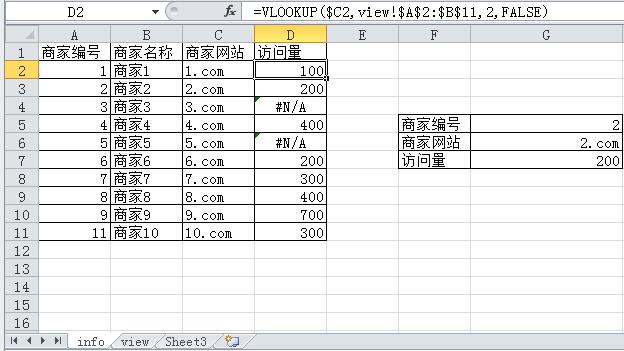 D2 fx =VLOOKUP($C2,view!$A$2:$B$11,2,FALSE)
A B C D E F G
1 商家编号 商家名称 商家网站 访问量
2 1 商家1 1.com 100
3 2 商家2 2.com 200
4 3 商家3 3.com #N/A
5 4 商家4 4.com 400 商家编号 2
6 5 商家5 5.com #N/A 商家网站 2.com
7 6 商家6 6.com 200 访问量 200
8 7 商家7 7.com 300
9 8 商家8 8.com 400
10 9 商家9 9.com 700
11 11 商家10 10.com 300
12
13
14
15
16
info view Sheet3